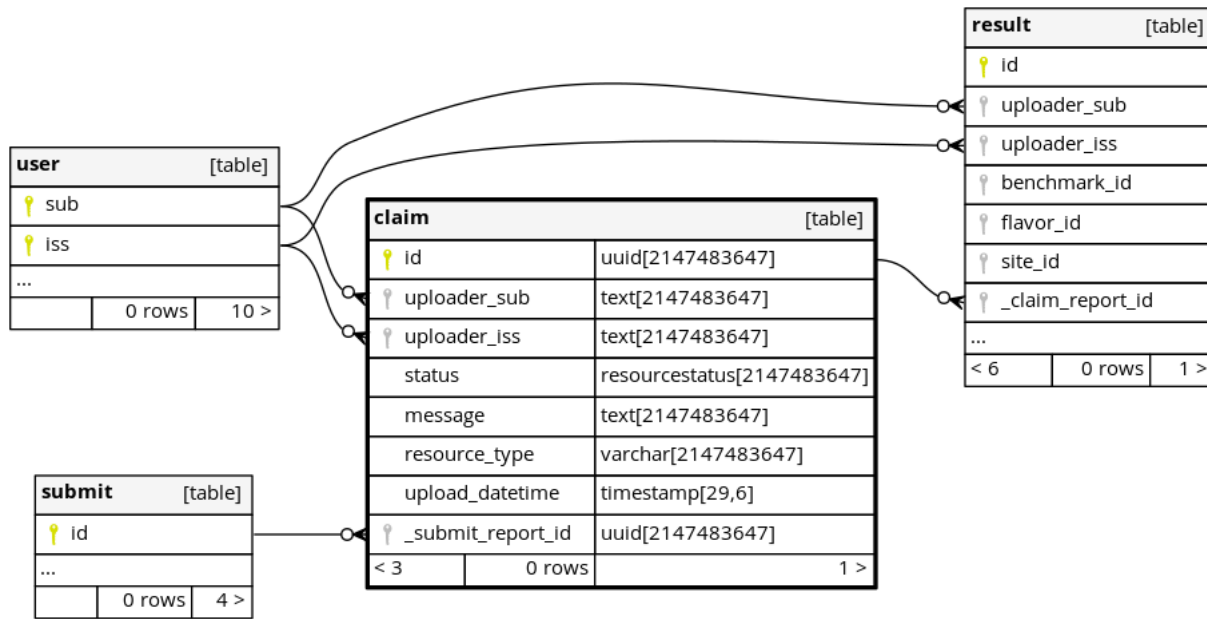 user [table]
sub
iss
...
0 rows 10 >
submit [table]
id
...
0 rows 4 >
claim [table]
id uuid[2147483647]
uploader_sub text[2147483647]
uploader_iss text[2147483647]
status resourcestatus[2147483647]
message text[2147483647]
resource_type varchar[2147483647]
upload_datetime timestamp[29,6]
_submit_report_id uuid[2147483647]
< 3 0 rows 1 >
result [table]
id
uploader_sub
uploader_iss
benchmark_id
flavor_id
site_id
_claim_report_id
...
< 6 0 rows 1 >